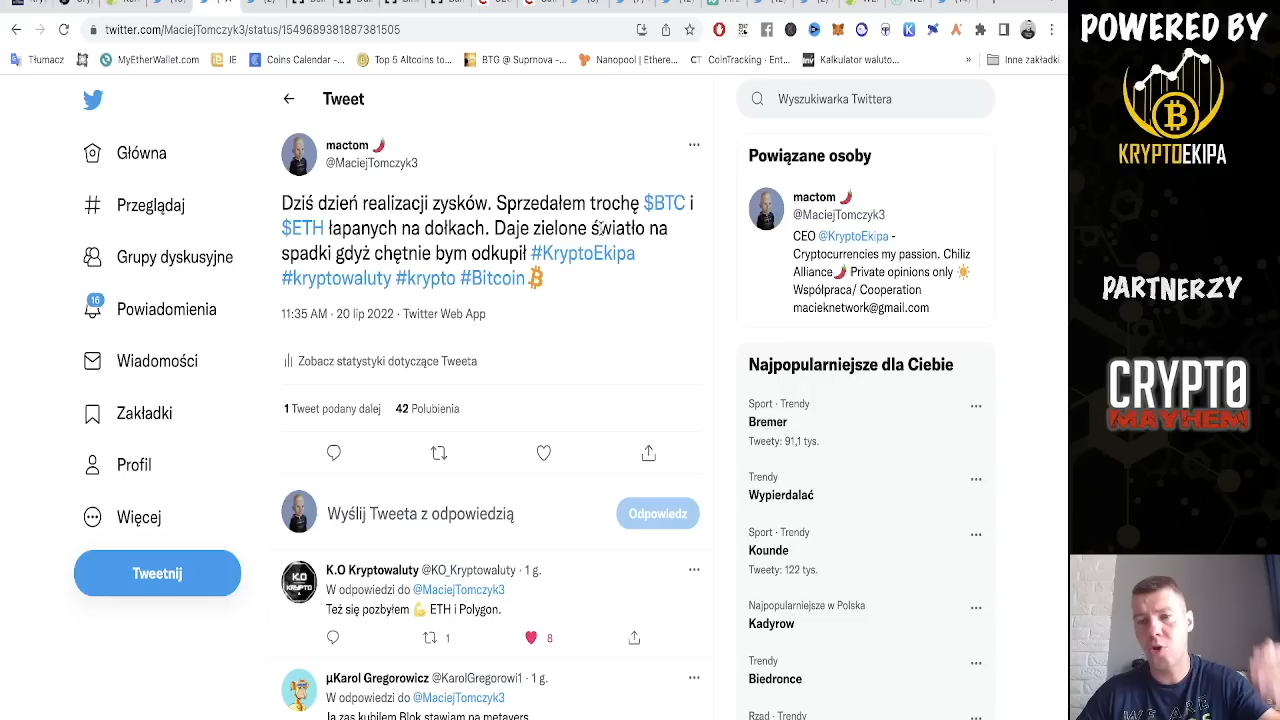 twitter.com/MaciejTomczyk3/status/1549689381887381505
Tłumacz
MyEtherWallet.com
IE
Coins:Calendar -...
Top 5 Altcoins to...
BTG @ Suprnova -...
Nanopool | Ethere...
CT CoinTracking · Ent...
Kalkulator waluto...
»
Inne zakładki
Tweet
Wyszukiwarka Twittera
Główna
Przeglądaj
Grupy dyskusyjne
16
Powiadomienia
Wiadomości
Zakładki
Profil
Więcej
Tweetnij
mactom 🌶️
@MaciejTomczyk3
Dziś dzień realizacji zysków. Sprzedałem trochę $BTC i
$ETH łapanych na dołkach. Daje zielone światło na
spadki gdyż chętnie bym odkupił #KryptoEkipa
#kryptowaluty #krypto #Bitcoin
11:35 AM · 20 lip 2022 · Twitter Web App
Zobacz statystyki dotyczące Tweeta
1 Tweet podany dalej 42 Polubienia
Wyślij Tweeta z odpowiedzią
Odpowiedz
K.O Kryptowaluty @KO_Kryptowaluty · 1 g.
W odpowiedzi do @MaciejTomczyk3
Też się pozbyłem 💪 ETH i Polygon.
1 8
µKarol Gregorowicz @KarolGregorowi1 · 1 g.
W odpowiedzi do @MaciejTomczyk3
Powiązane osoby
mactom 🌶️
@MaciejTomczyk3
CEO @KryptoEkipa -
Cryptocurrencies my passion. Chiliz
Alliance🌶️ Private opinions only ☀️
Współpraca/ Cooperation
macieknetwork@gmail.com
Najpopularniejsze dla Ciebie
Sport · Trendy
Bremer
Tweety: 91,1 tys.
Trendy
Wypierdalać
Sport · Trendy
Kounde
Tweety: 122 tys.
Najpopularniejsze w Polska
Kadyrow
Trendy
Biedronce
Rząd · Trendy
POWERED BY
KRYPTOEKIPA
PARTNERZY
CRYPTO
MAYHEM
WE ARE